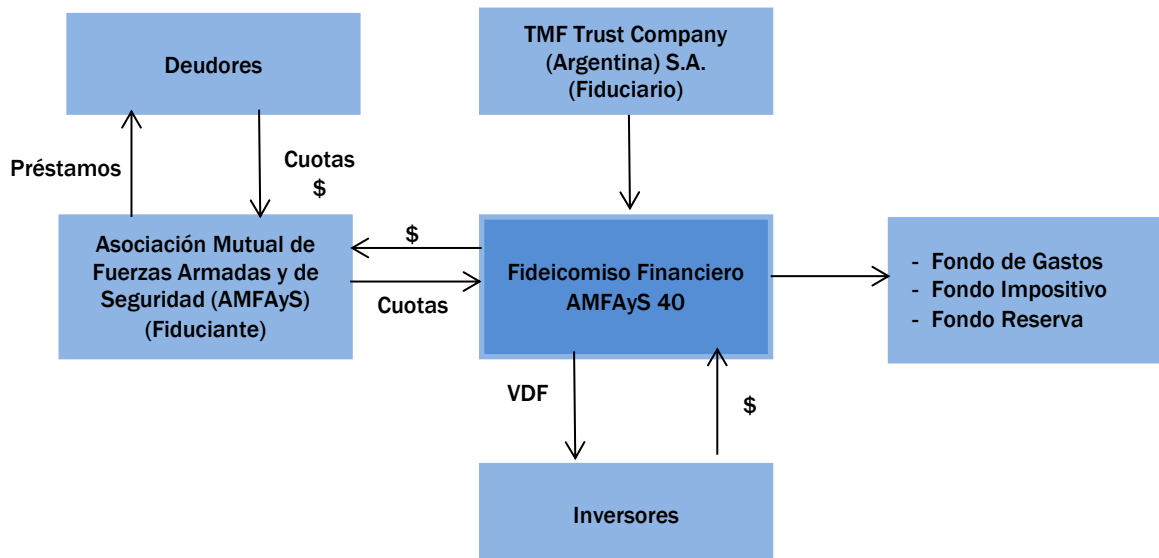 Deudores
TMF Trust Company
(Argentina) S.A.
(Fiduciario)
Préstamos
Cuotas
$
Asociación Mutual de
Fuerzas Armadas y de
Seguridad (AMFAyS)
(Fiduciante)
$
Cuotas
Fideicomiso Financiero
AMFAyS 40
- Fondo de Gastos
- Fondo Impositivo
- Fondo Reserva
VDF
$
Inversores